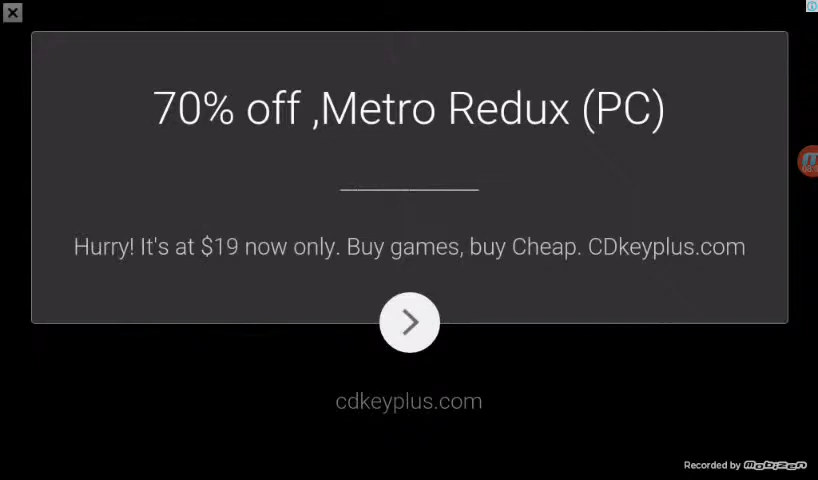 70% off ,Metro Redux (PC)
Hurry! It's at $19 now only. Buy games, buy Cheap. CDkeyplus.com
cdkeyplus.com
Recorded by mobizen